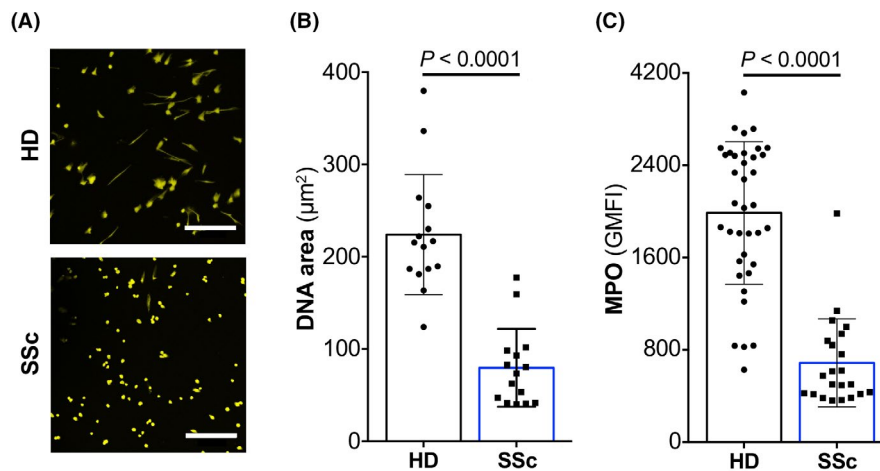 (A)
HD
SSc
(B)
P < 0.0001
DNA area (µm²)
400
300
200
100
0
HD SSc
(C)
P < 0.0001
MPO (GMFI)
4200
2400
1600
800
0
HD SSc